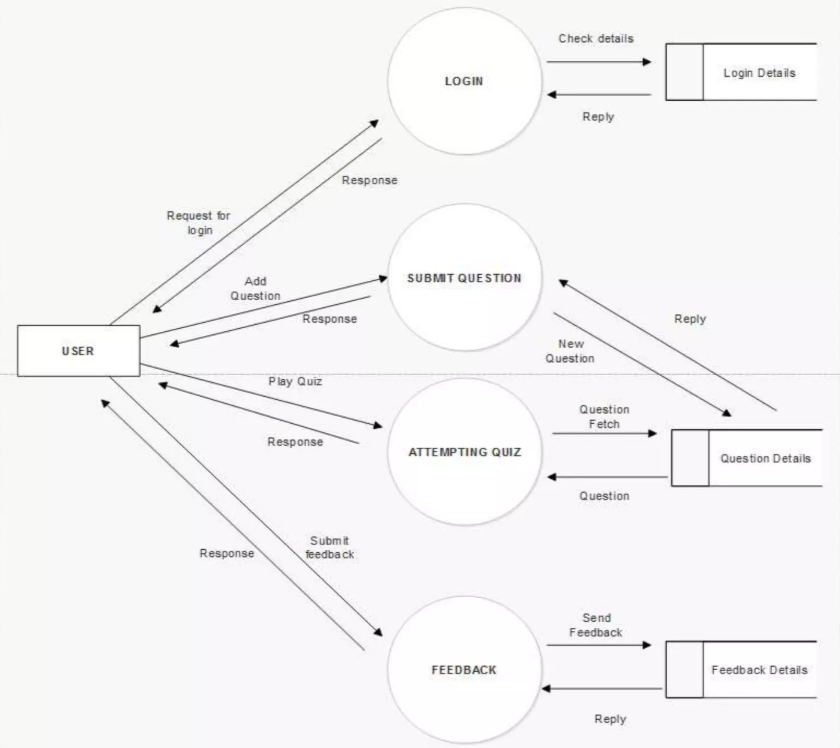 Check details
LOGIN
Login Details
Reply
Response
Request for
login
SUBMIT QUESTION
Add
Question
Response
Reply
USER
New
Question
Play Quiz
Question
Fetch
Response
ATTEMPTING QUIZ
Question Details
Question
Submit
feedback
Response
Send
Feedback
FEEDBACK
Feedback Details
Reply